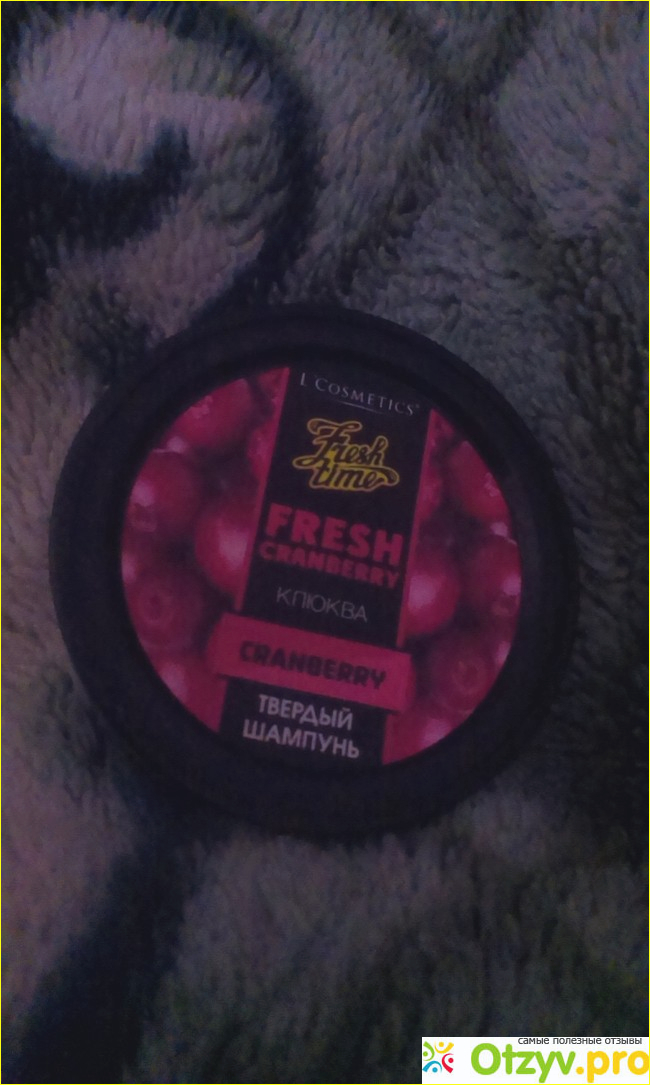 L'COSMETICS
Fresh
time
FRESH
CRANBERRY
КЛЮКВА
CRANBERRY
ТВЕРДЫЙ
ШАМПУНЬ
самые полезные отзывы
Otzyv.pro